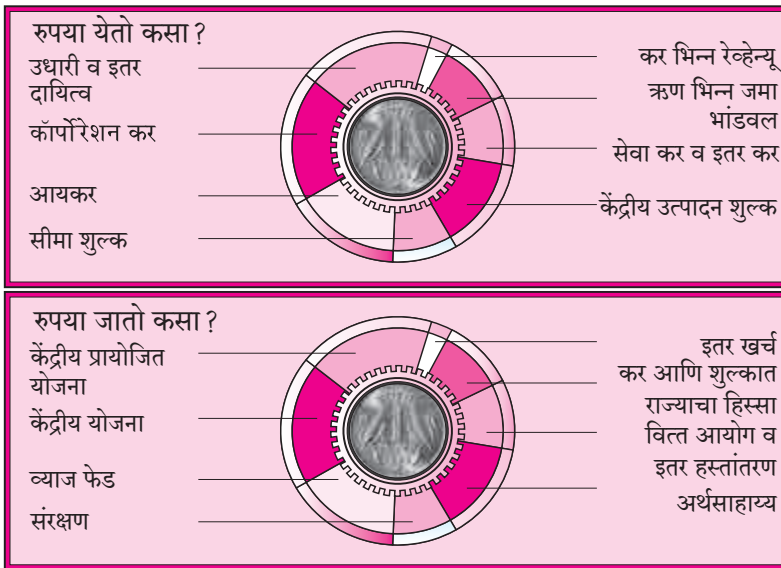 रुपया येतो कसा?
उधारी व इतर
दायित्व
कॉर्पोरेशन कर
आयकर
सीमा शुल्क
कर भिन्न रेव्हेन्यू
ऋण भिन्न जमा
भांडवल
सेवा कर व इतर कर
केंद्रीय उत्पादन शुल्क
रुपया जातो कसा?
केंद्रीय प्रायोजित
योजना
केंद्रीय योजना
व्याज फेड
संरक्षण
इतर खर्च
कर आणि शुल्कात
राज्याचा हिस्सा
वित्त आयोग व
इतर हस्तांतरण
अर्थसाहाय्य